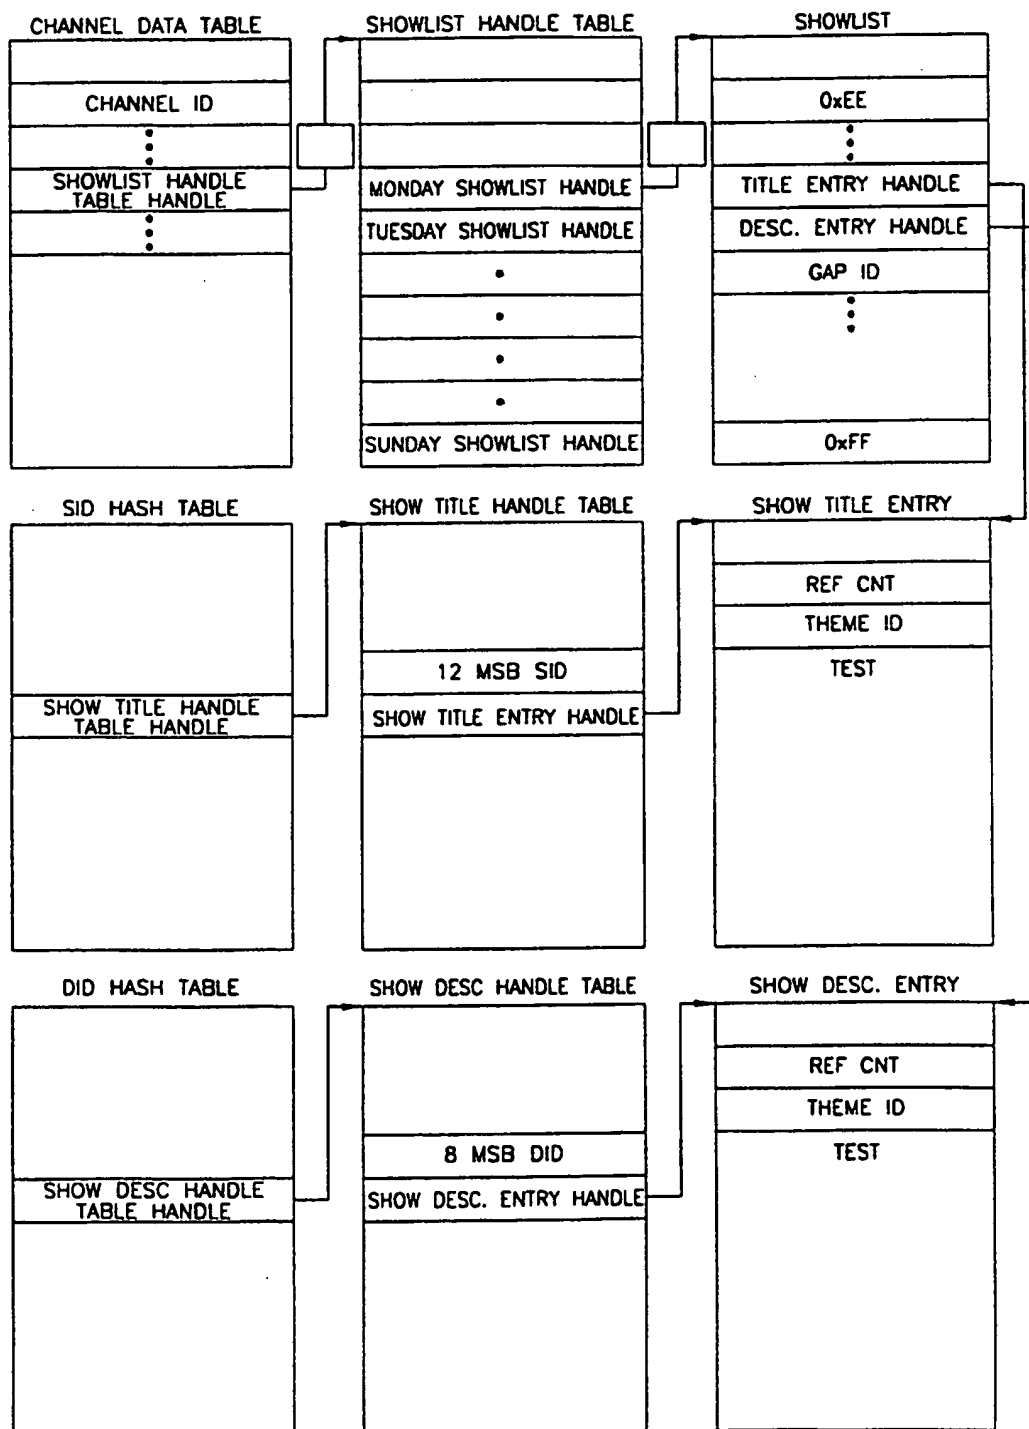 CHANNEL DATA TABLE
CHANNEL ID
SHOWLIST HANDLE
TABLE HANDLE
SHOWLIST HANDLE TABLE
MONDAY SHOWLIST HANDLE
TUESDAY SHOWLIST HANDLE
SUNDAY SHOWLIST HANDLE
SHOWLIST
0xEE
TITLE ENTRY HANDLE
DESC. ENTRY HANDLE
GAP ID
0xFF
SID HASH TABLE
SHOW TITLE HANDLE
TABLE HANDLE
SHOW TITLE HANDLE TABLE
12 MSB SID
SHOW TITLE ENTRY HANDLE
SHOW TITLE ENTRY
REF CNT
THEME ID
TEST
DID HASH TABLE
SHOW DESC HANDLE
TABLE HANDLE
SHOW DESC HANDLE TABLE
8 MSB DID
SHOW DESC. ENTRY HANDLE
SHOW DESC. ENTRY
REF CNT
THEME ID
TEST